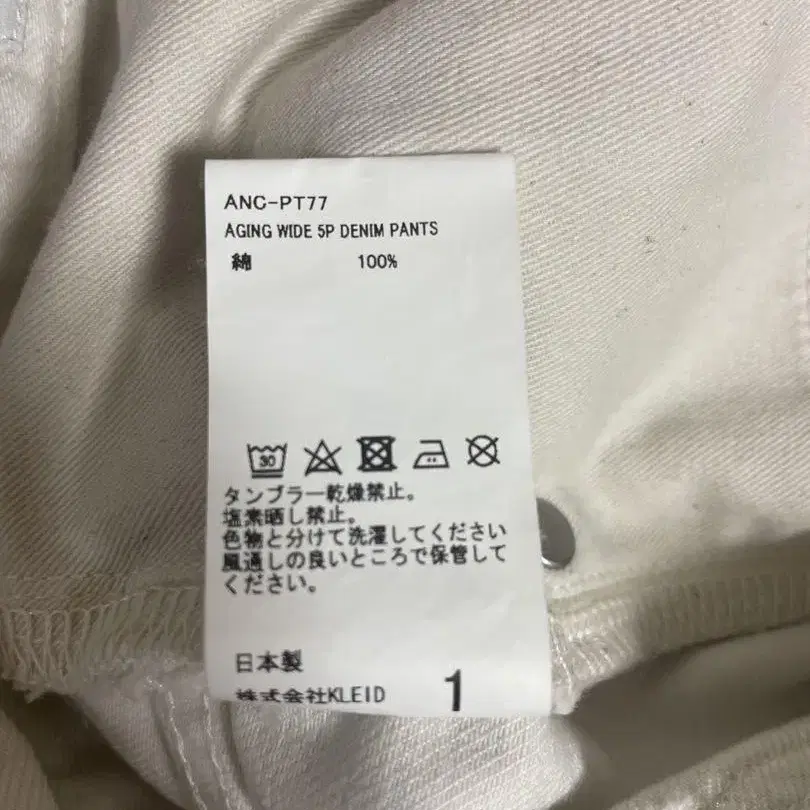 ANC-PT77
AGING WIDE 5P DENIM PANTS
綿 100%
30
タンブラー乾燥禁止。
塩素晒し禁止。
色物と分けて洗濯してください
風通しの良いところで保管して
ください。
日本製
株式会社KLEID 1